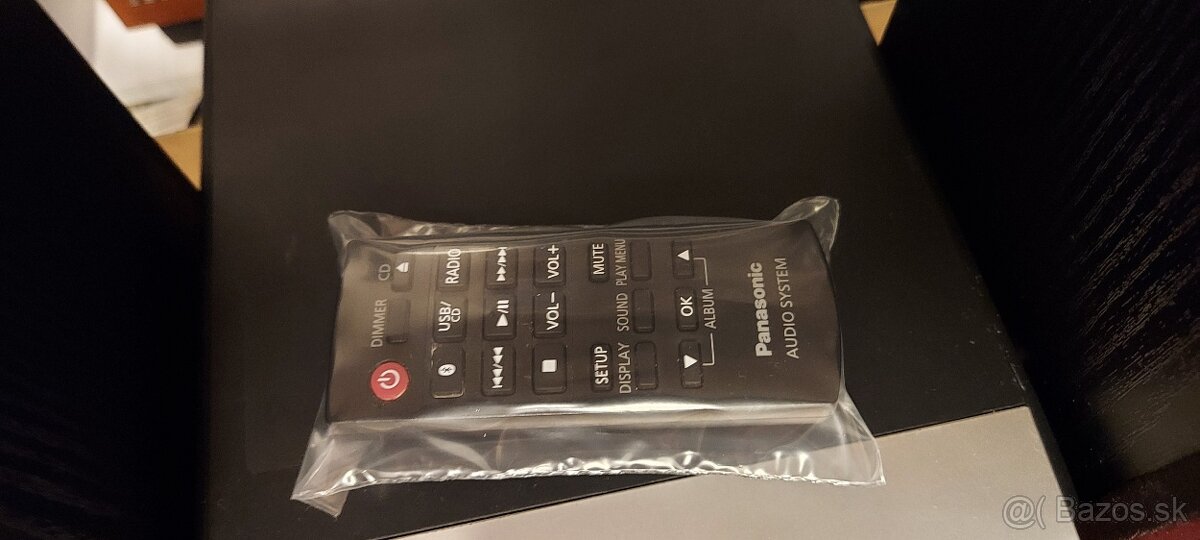 DIMMER CD ⏏
USB/CD RADIO
⏮/◀◀ ▶/⏸ ▶▶/⏭
VOL− VOL+
SETUP MUTE
DISPLAY SOUND PLAY MENU
▼ OK ▲
ALBUM
Panasonic
AUDIO SYSTEM
@( Bazos.sk